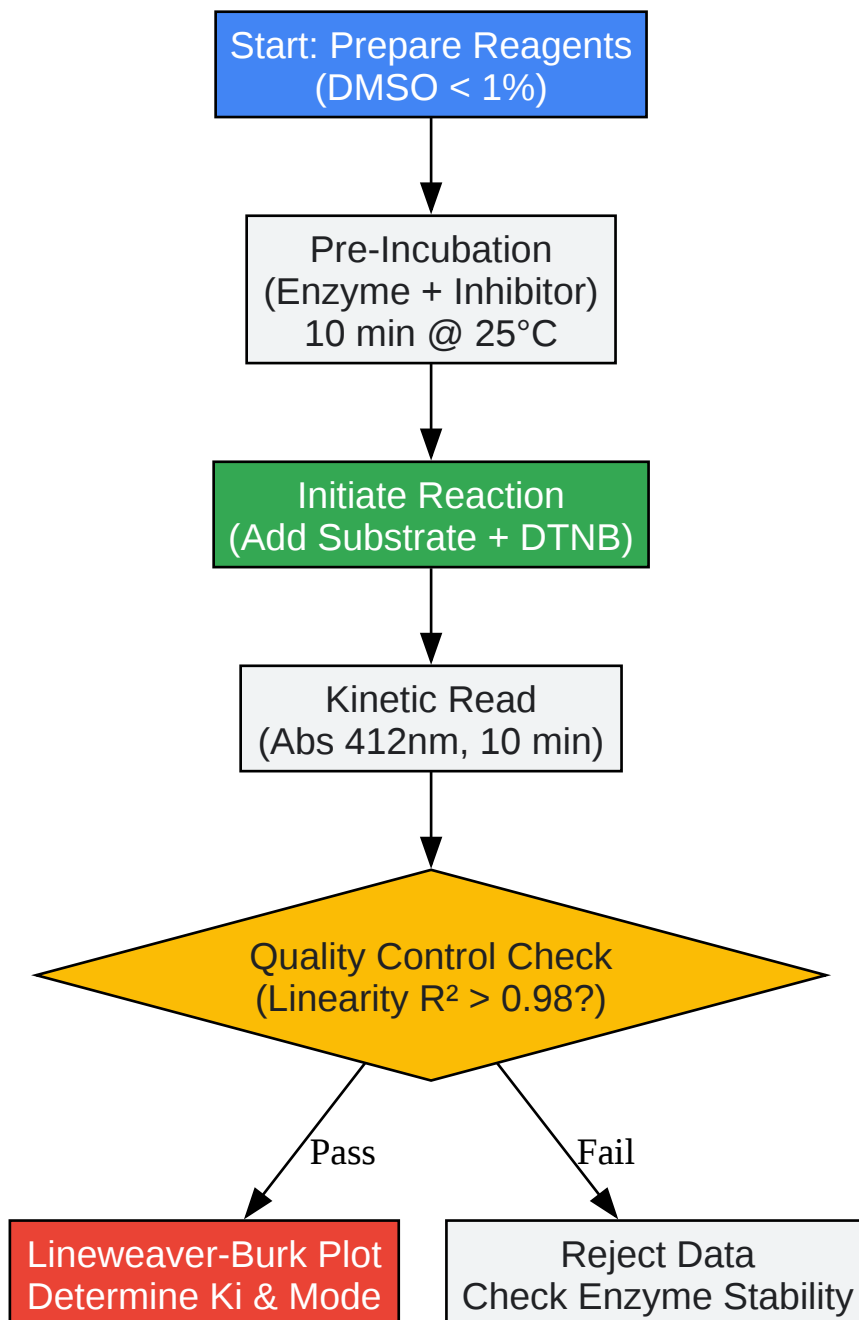 Start: Prepare Reagents
(DMSO < 1%)
Pre-Incubation
(Enzyme + Inhibitor)
10 min @ 25°C
Initiate Reaction
(Add Substrate + DTNB)
Kinetic Read
(Abs 412nm, 10 min)
Quality Control Check
(Linearity R² > 0.98?)
Pass
Fail
Lineweaver-Burk Plot
Determine Ki & Mode
Reject Data
Check Enzyme Stability